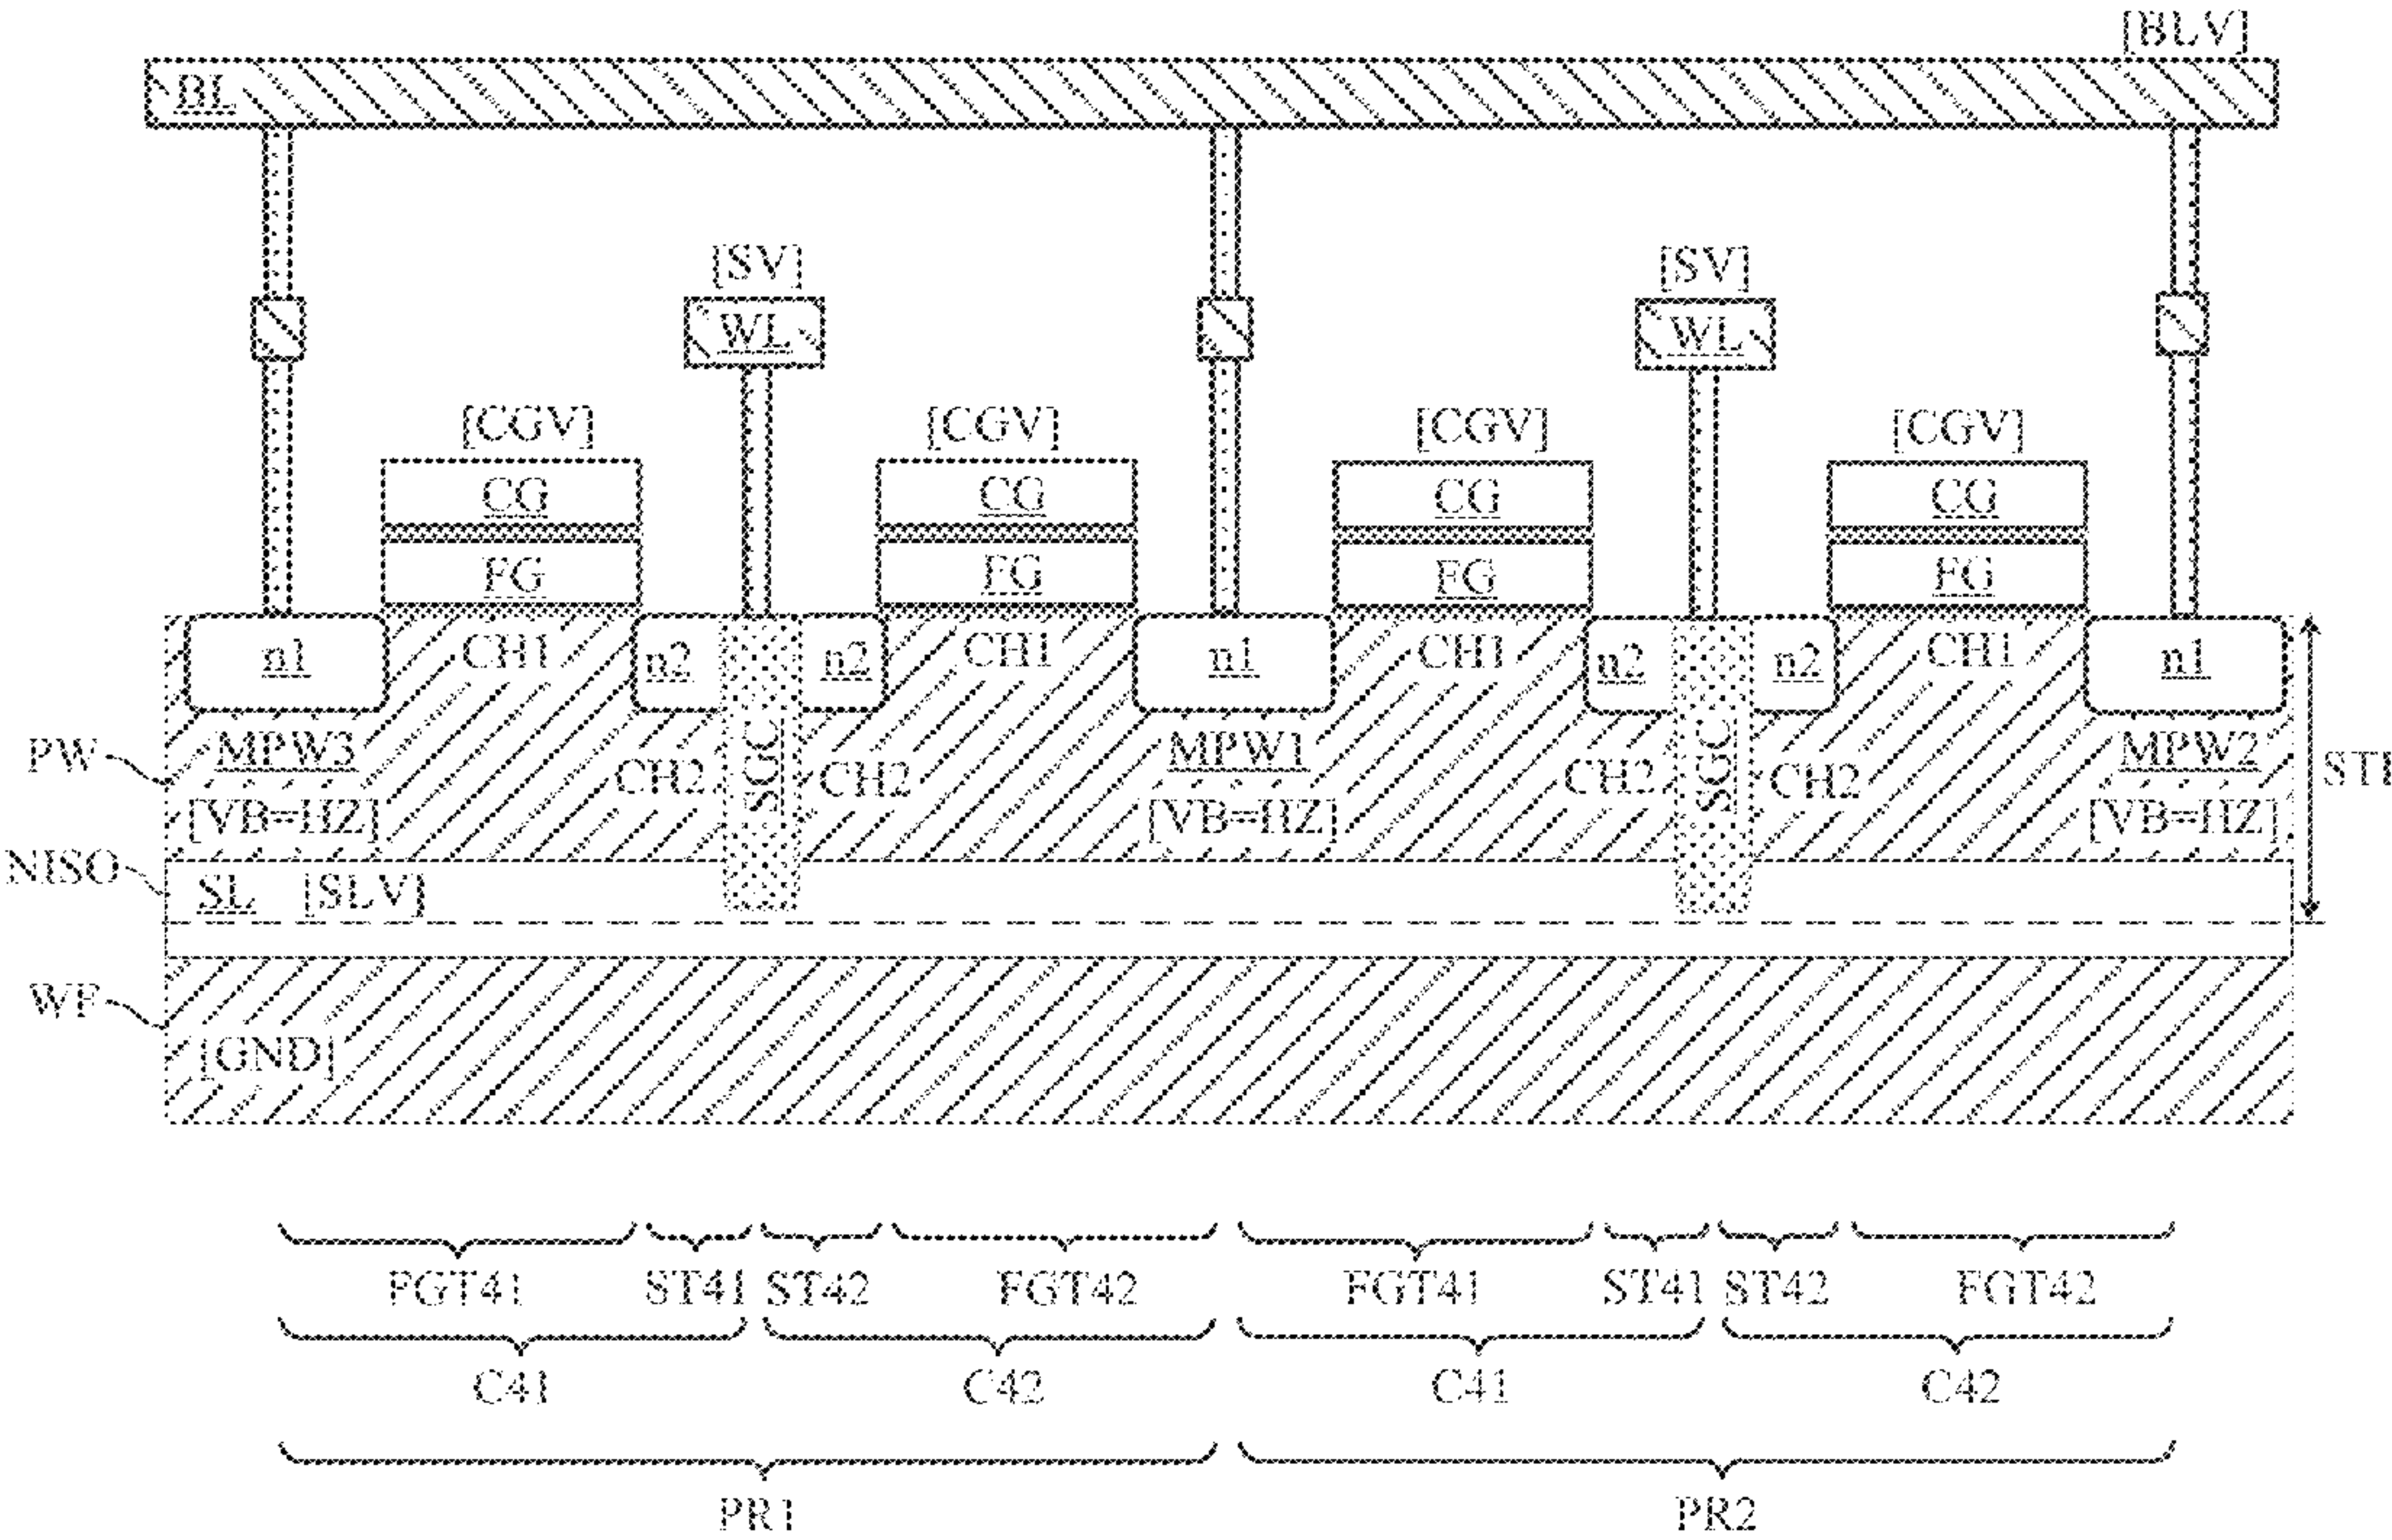 [BLV]
BL
[SV] [SV]
WL WL
[CGV] [CGV] [CGV] [CGV]
CG CG CG CG
FG FG FG FG
n1 CH1 n2 n2 CH1 n1 CH1 n2 n2 CH1 n1
PW MPW3 CH2 SGC CH2 MPW1 CH2 SGC CH2 MPW2 STI
[VB=HZ] [VB=HZ] [VB=HZ]
NISO SL [SLV]
WF
[GND]
FGT41 ST41 ST42 FGT42 FGT41 ST41 ST42 FGT42
C41 C42 C41 C42
PR1 PR2